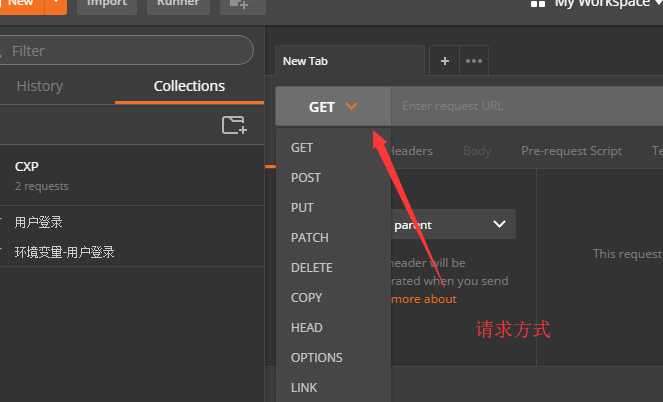 New
Import
Runner
My Workspace
Filter
History
Collections
New Tab
GET
Enter request URL
GET
POST
PUT
PATCH
DELETE
COPY
HEAD
OPTIONS
LINK
Headers
Body
Pre-request Script
parent
header will be
when you send
more about
This request
请求方式
CXP
2 requests
用户登录
环境变量-用户登录